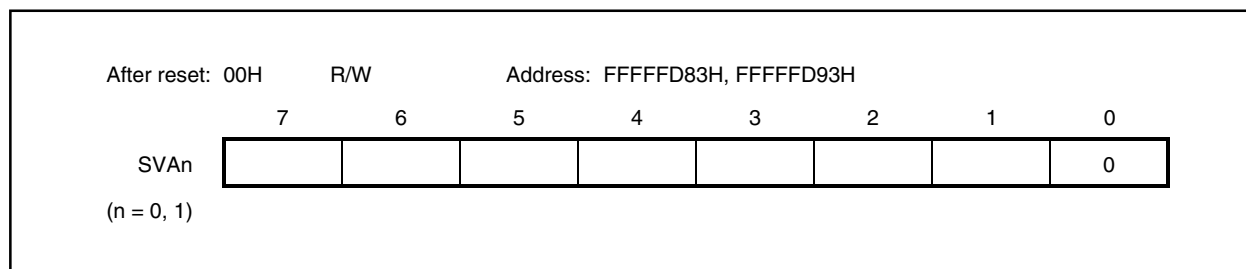 After reset: 00H R/W Address: FFFFFD83H, FFFFFD93H
7 6 5 4 3 2 1 0
SVAn 0
(n = 0, 1)